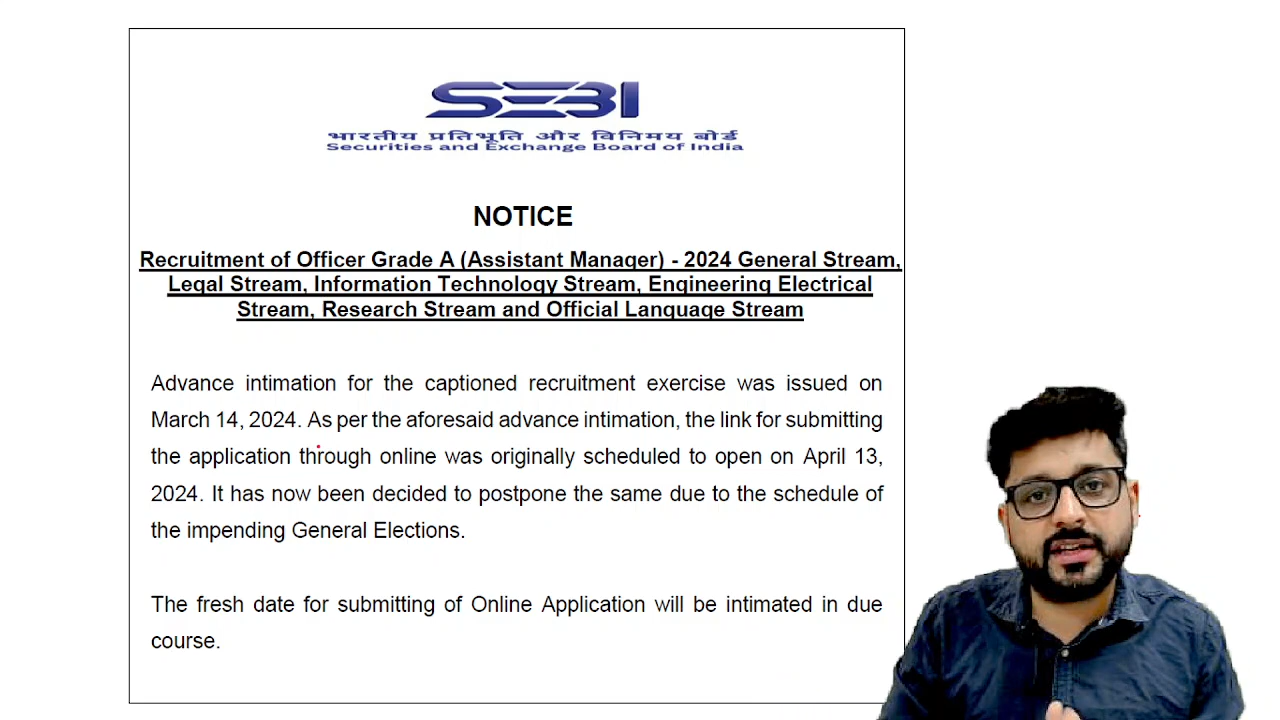 SEBI
भारतीय प्रतिभूति और विनिमय बोर्ड
Securities and Exchange Board of India
NOTICE
Recruitment of Officer Grade A (Assistant Manager) - 2024 General Stream,
Legal Stream, Information Technology Stream, Engineering Electrical
Stream, Research Stream and Official Language Stream
Advance intimation for the captioned recruitment exercise was issued on
March 14, 2024. As per the aforesaid advance intimation, the link for submitting
the application through online was originally scheduled to open on April 13,
2024. It has now been decided to postpone the same due to the schedule of
the impending General Elections.
The fresh date for submitting of Online Application will be intimated in due
course.